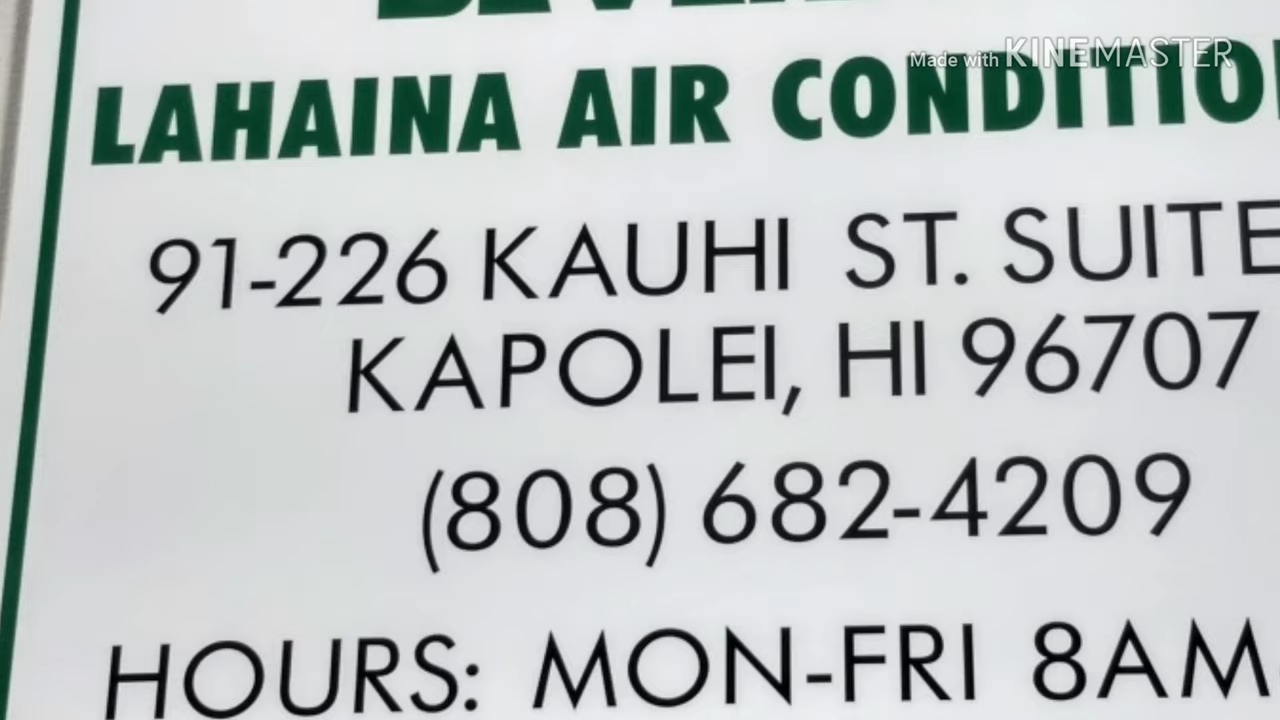 Made with KINEMASTER
LAHAINA AIR
91-226 KAUHI ST. SUITE
KAPOLEI, HI 96707
(808) 682-4209
HOURS: MON-FRI 8AM